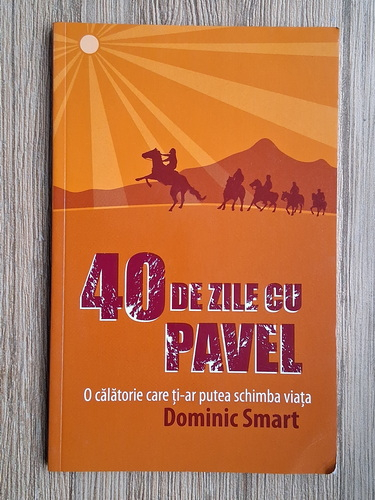 40 DE ZILE CU
PAVEL
O călătorie care ți-ar putea schimba viața
Dominic Smart